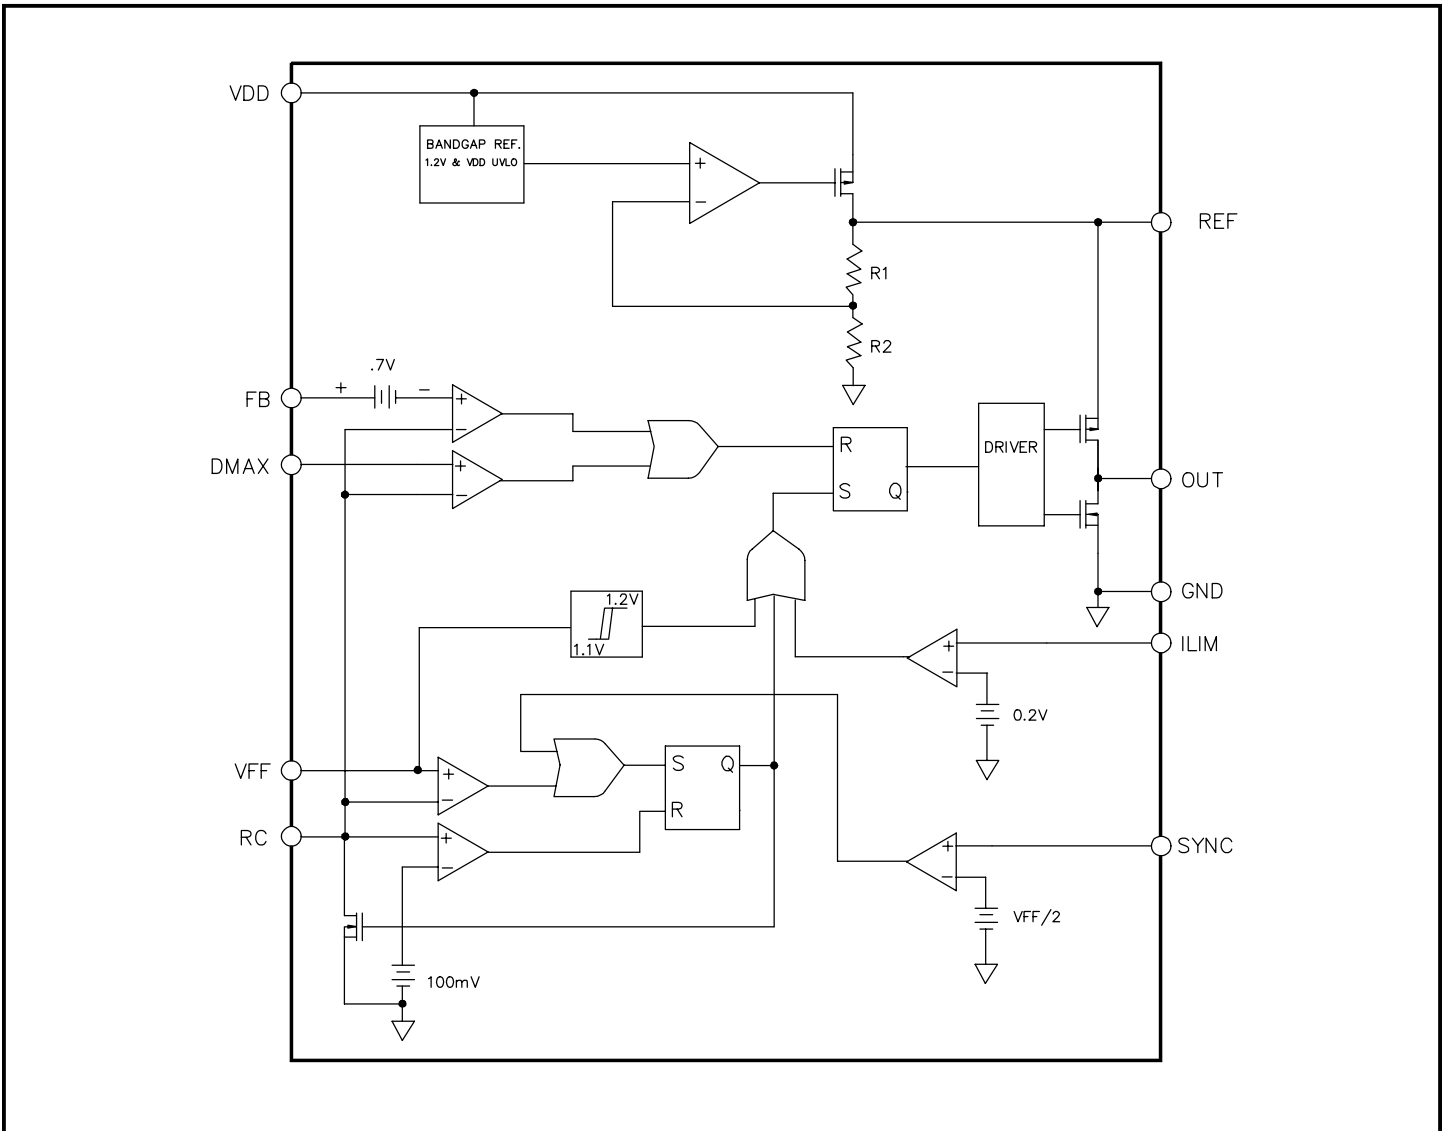 VDD
BANDGAP REF.
1.2V & VDD UVLO
+
−
REF
R1
R2
.7V
+ −
FB
+
−
DMAX
+
−
R
S Q
DRIVER
OUT
GND
1.2V
1.1V
ILIM
+
−
0.2V
VFF
+
−
S Q
R
RC
+
−
SYNC
+
−
VFF/2
100mV